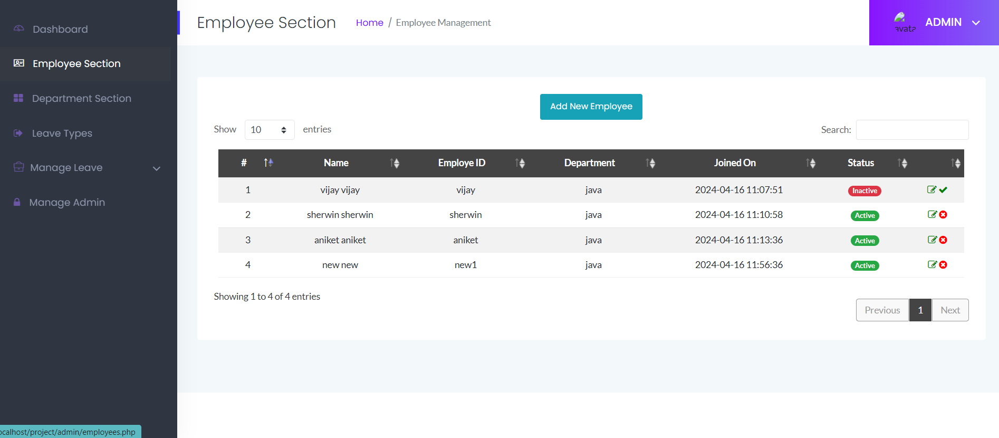 Dashboard
Employee Section
Department Section
Leave Types
Manage Leave
Manage Admin
Employee Section
Home / Employee Management
avata
ADMIN
Add New Employee
Show 10 entries
Search:
# Name Employe ID Department Joined On Status
1 vijay vijay vijay java 2024-04-16 11:07:51 Inactive
2 sherwin sherwin sherwin java 2024-04-16 11:10:58 Active
3 aniket aniket aniket java 2024-04-16 11:13:36 Active
4 new new new1 java 2024-04-16 11:56:36 Active
Showing 1 to 4 of 4 entries
Previous 1 Next
ocalhost/project/admin/employees.php